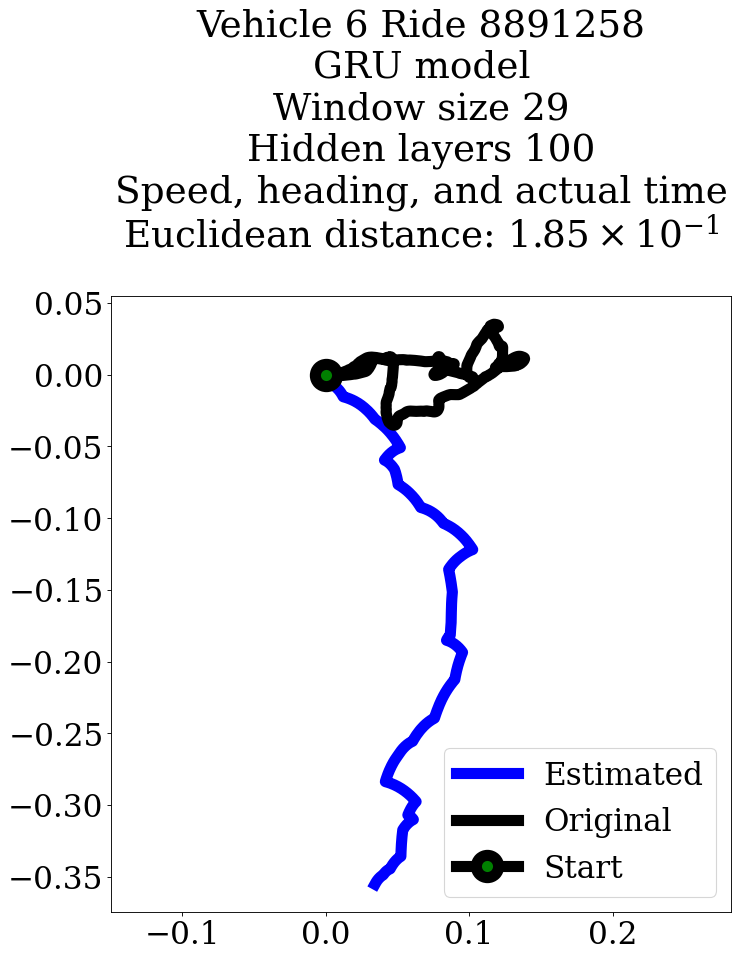 Vehicle 6 Ride 8891258
GRU model
Window size 29
Hidden layers 100
Speed, heading, and actual time
Euclidean distance: 1.85 × 10⁻¹
0.05
0.00
−0.05
−0.10
−0.15
−0.20
−0.25
−0.30
−0.35
−0.1 0.0 0.1 0.2
Estimated
Original
Start